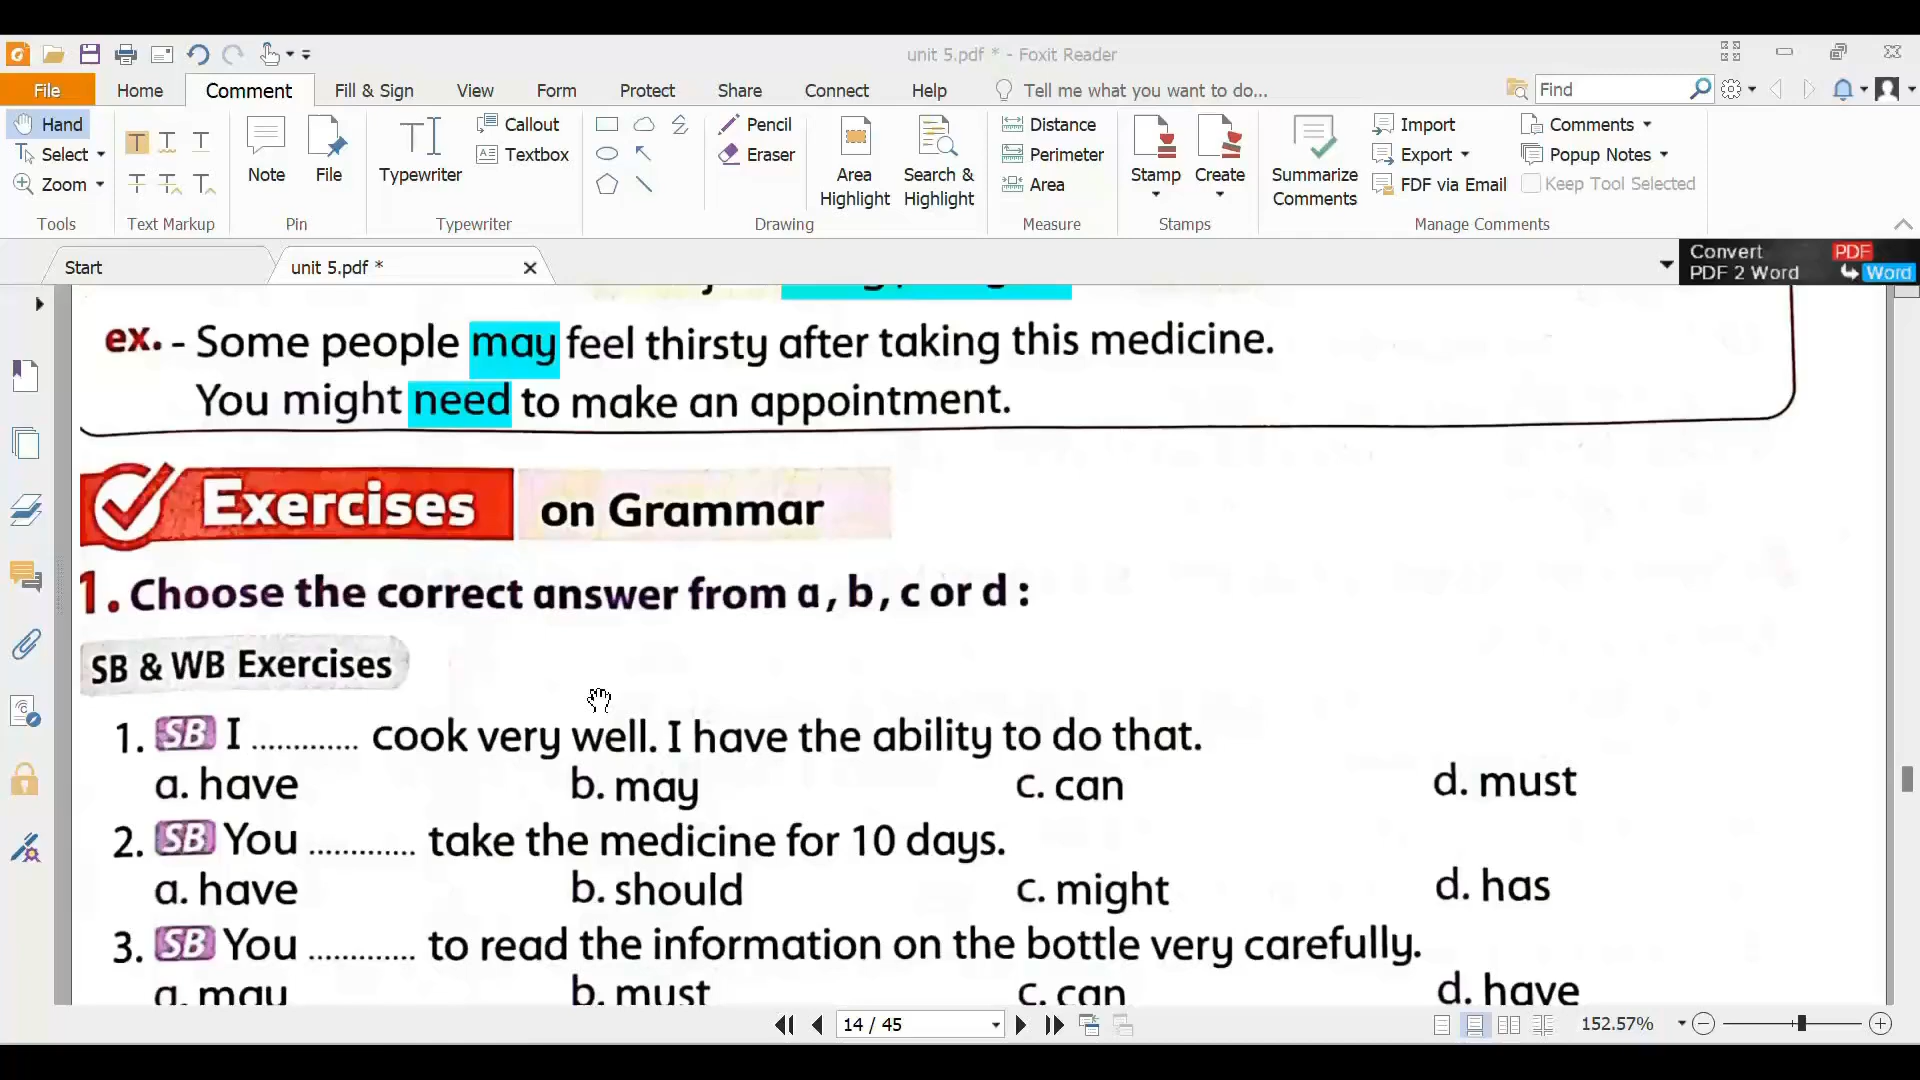 unit 5.pdf * - Foxit Reader
File Home Comment Fill & Sign View Form Protect Share Connect Help Tell me what you want to do... Find
Hand Callout Pencil Distance Import Comments
Select Textbox Eraser Perimeter Export Popup Notes
Zoom Note File Typewriter Area Highlight Search & Highlight Area Stamp Create Summarize Comments FDF via Email Keep Tool Selected
Tools Text Markup Pin Typewriter Drawing Measure Stamps Manage Comments
Start unit 5.pdf * Convert PDF
PDF 2 Word Word
ex. - Some people may feel thirsty after taking this medicine.
You might need to make an appointment.
Exercises on Grammar
1. Choose the correct answer from a, b, c or d :
SB & WB Exercises
1. SB I ............. cook very well. I have the ability to do that.
a. have b. may c. can d. must
2. SB You ............. take the medicine for 10 days.
a. have b. should c. might d. has
3. SB You ............. to read the information on the bottle very carefully.
a. may b. must c. can d. have
14 / 45 152.57%